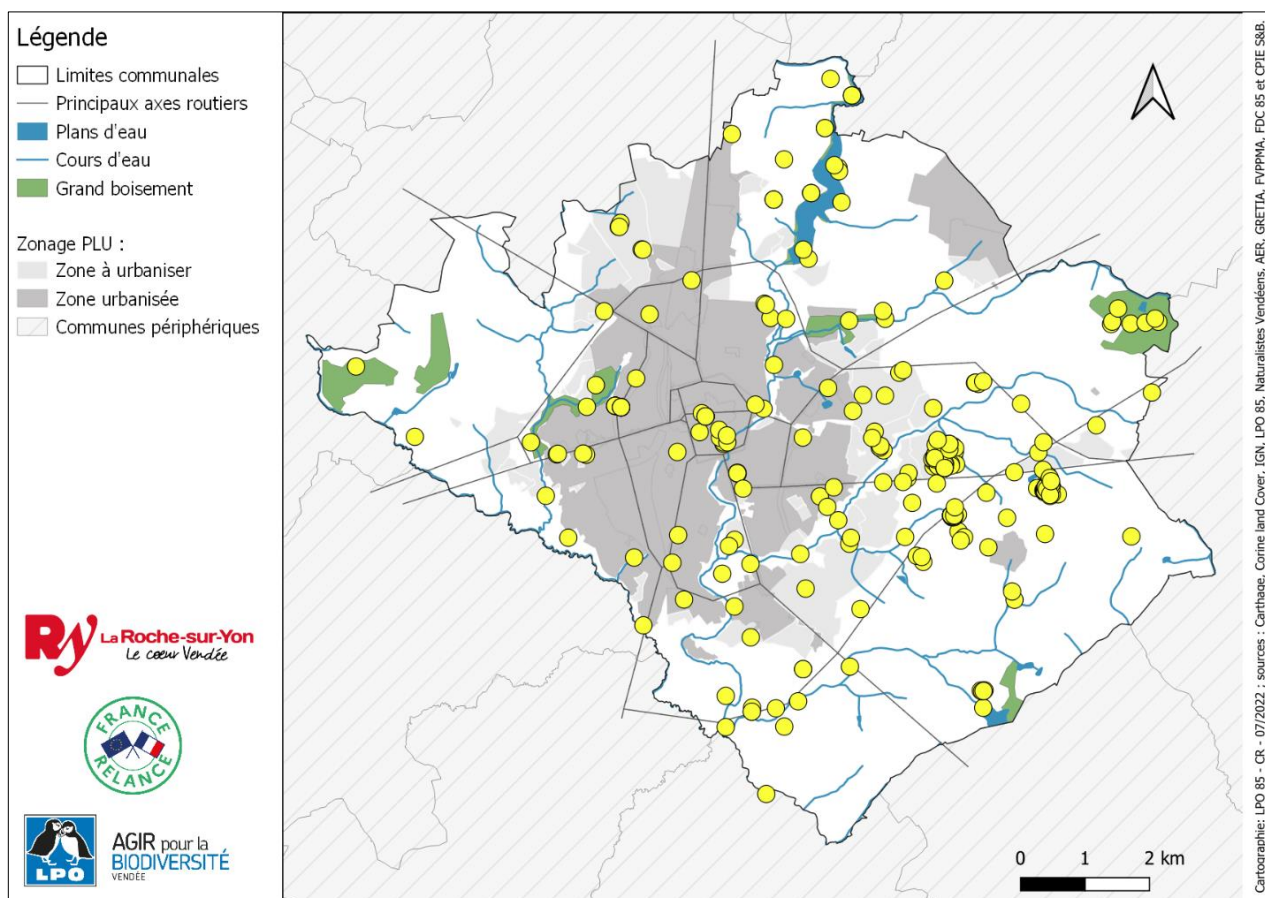 Légende
Limites communales
Principaux axes routiers
Plans d'eau
Cours d'eau
Grand boisement
Zonage PLU :
Zone à urbaniser
Zone urbanisée
Communes périphériques
Ry La Roche-sur-Yon
Le cœur Vendée
FRANCE
RELANCE
LPO
AGIR pour la
BIODIVERSITÉ
VENDÉE
0 1 2 km
Cartographie: LPO 85 - CR - 07/2022 ; sources : Carthage, Corine land Cover, IGN, LPO 85, Naturalistes Vendéens, AER, GRETIA, FVPPMA, FDC 85 et CPIE S&B.